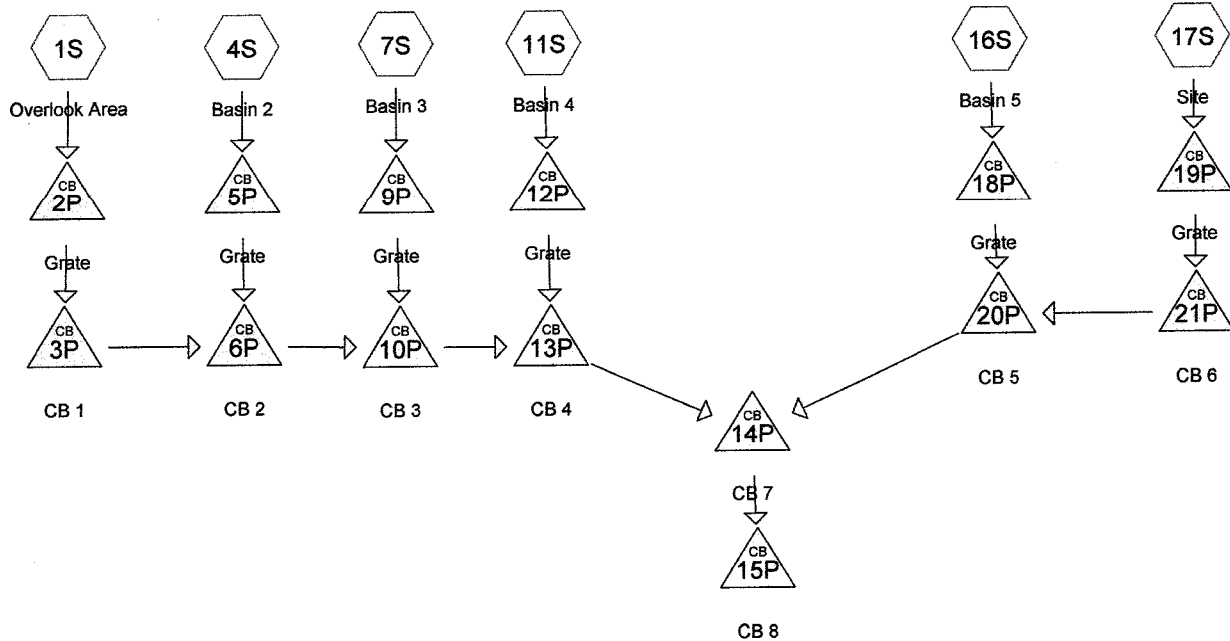 1S
4S
7S
11S
16S
17S
Overlook Area
Basin 2
Basin 3
Basin 4
Basin 5
Site
CB
2P
CB
5P
CB
9P
CB
12P
CB
18P
CB
19P
Grate
Grate
Grate
Grate
Grate
Grate
CB
3P
CB
6P
CB
10P
CB
13P
CB
20P
CB
21P
CB 1
CB 2
CB 3
CB 4
CB 5
CB 6
CB
14P
CB 7
CB
15P
CB 8